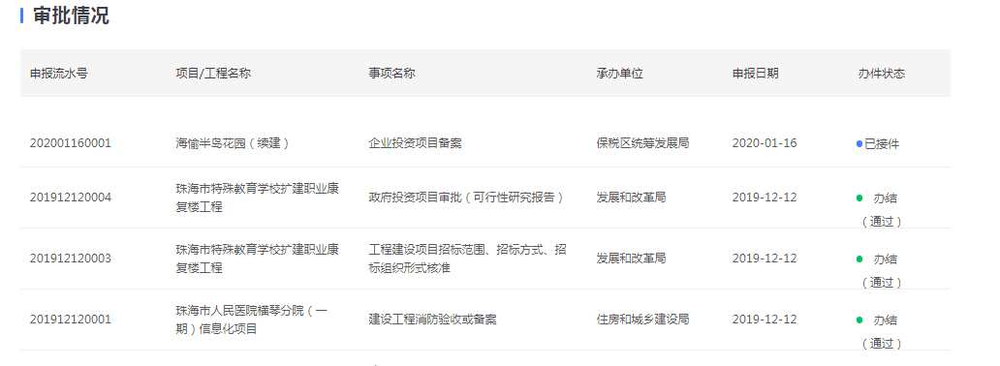 审批情况
申报流水号 项目/工程名称 事项名称 承办单位 申报日期 办件状态
202001160001 海愉半岛花园（续建） 企业投资项目备案 保税区统筹发展局 2020-01-16 已接件
201912120004 珠海市特殊教育学校扩建职业康 政府投资项目审批（可行性研究报告） 发展和改革局 2019-12-12 办结
复楼工程 （通过）
201912120003 珠海市特殊教育学校扩建职业康 工程建设项目招标范围、招标方式、招 发展和改革局 2019-12-12 办结
复楼工程 标组织形式核准 （通过）
201912120001 珠海市人民医院横琴分院（一 建设工程消防验收或备案 住房和城乡建设局 2019-12-12 办结
期）信息化项目 （通过）